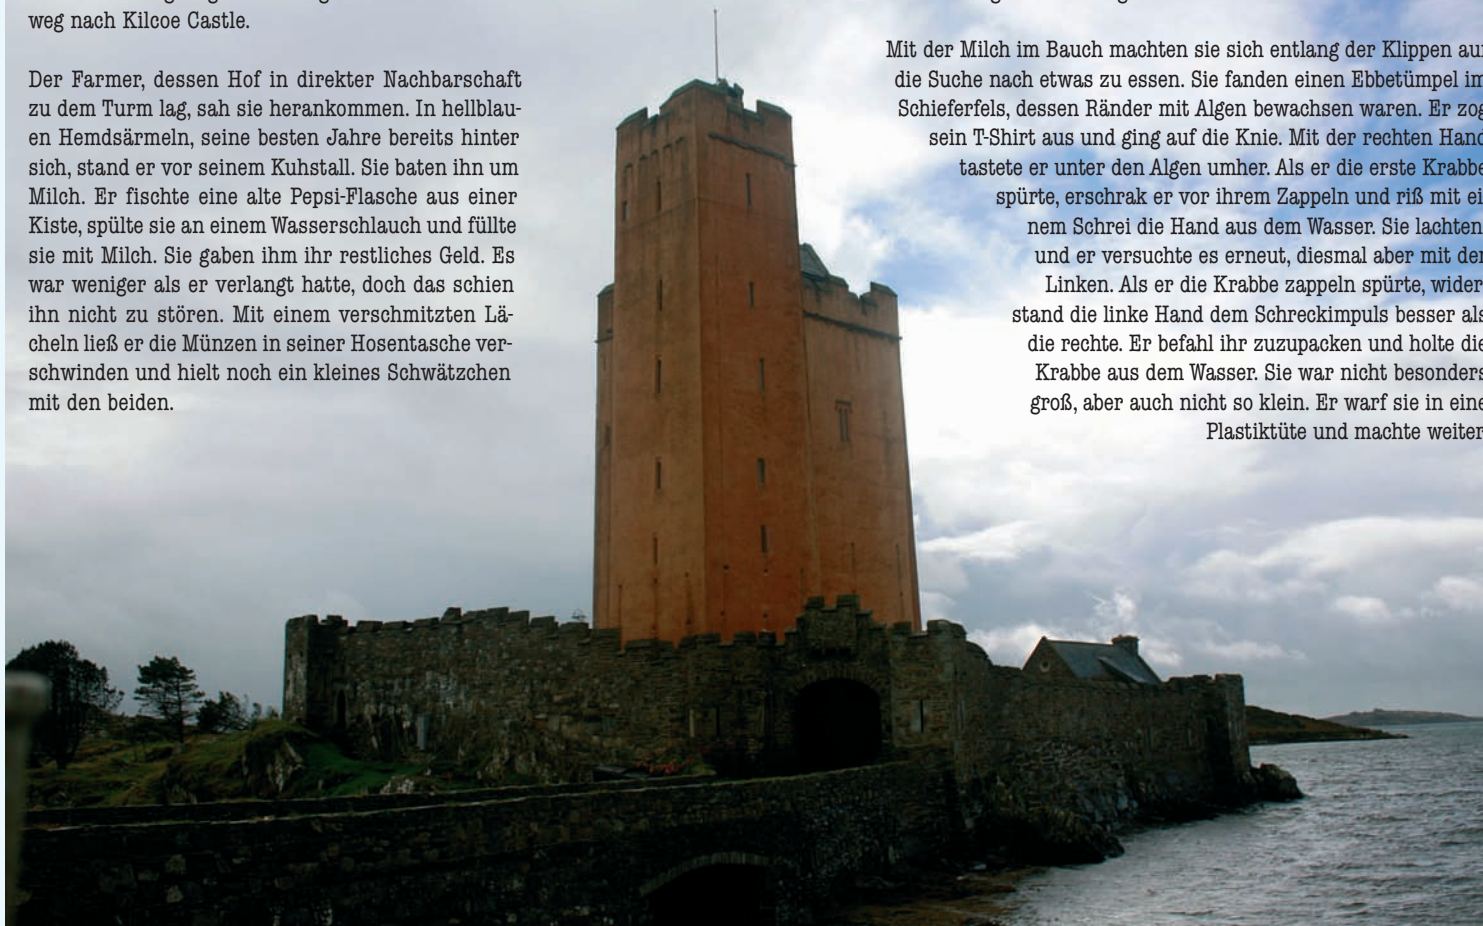 weg nach Kilcoe Castle.
Der Farmer, dessen Hof in direkter Nachbarschaft
zu dem Turm lag, sah sie herankommen. In hellblau-
en Hemdsärmeln, seine besten Jahre bereits hinter
sich, stand er vor seinem Kuhstall. Sie baten ihn um
Milch. Er fischte eine alte Pepsi-Flasche aus einer
Kiste, spülte sie an einem Wasserschlauch und füllte
sie mit Milch. Sie gaben ihm ihr restliches Geld. Es
war weniger als er verlangt hatte, doch das schien
ihn nicht zu stören. Mit einem verschmitzten Lä-
cheln ließ er die Münzen in seiner Hosentasche ver-
schwinden und hielt noch ein kleines Schwätzchen
mit den beiden.
Mit der Milch im Bauch machten sie sich entlang der Klippen auf
die Suche nach etwas zu essen. Sie fanden einen Ebbetümpel im
Schieferfels, dessen Ränder mit Algen bewachsen waren. Er zog
sein T-Shirt aus und ging auf die Knie. Mit der rechten Hand
tastete er unter den Algen umher. Als er die erste Krabbe
spürte, erschrak er vor ihrem Zappeln und riß mit ei
nem Schrei die Hand aus dem Wasser. Sie lachten
und er versuchte es erneut, diesmal aber mit der
Linken. Als er die Krabbe zappeln spürte, wider
stand die linke Hand dem Schreckimpuls besser als
die rechte. Er befahl ihr zuzupacken und holte die
Krabbe aus dem Wasser. Sie war nicht besonders
groß, aber auch nicht so klein. Er warf sie in eine
Plastiktüte und machte weiter